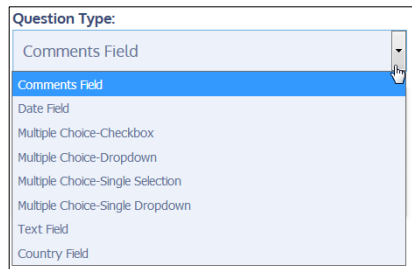 Question Type:
Comments Field
Comments Field
Date Field
Multiple Choice-Checkbox
Multiple Choice-Dropdown
Multiple Choice-Single Selection
Multiple Choice-Single Dropdown
Text Field
Country Field